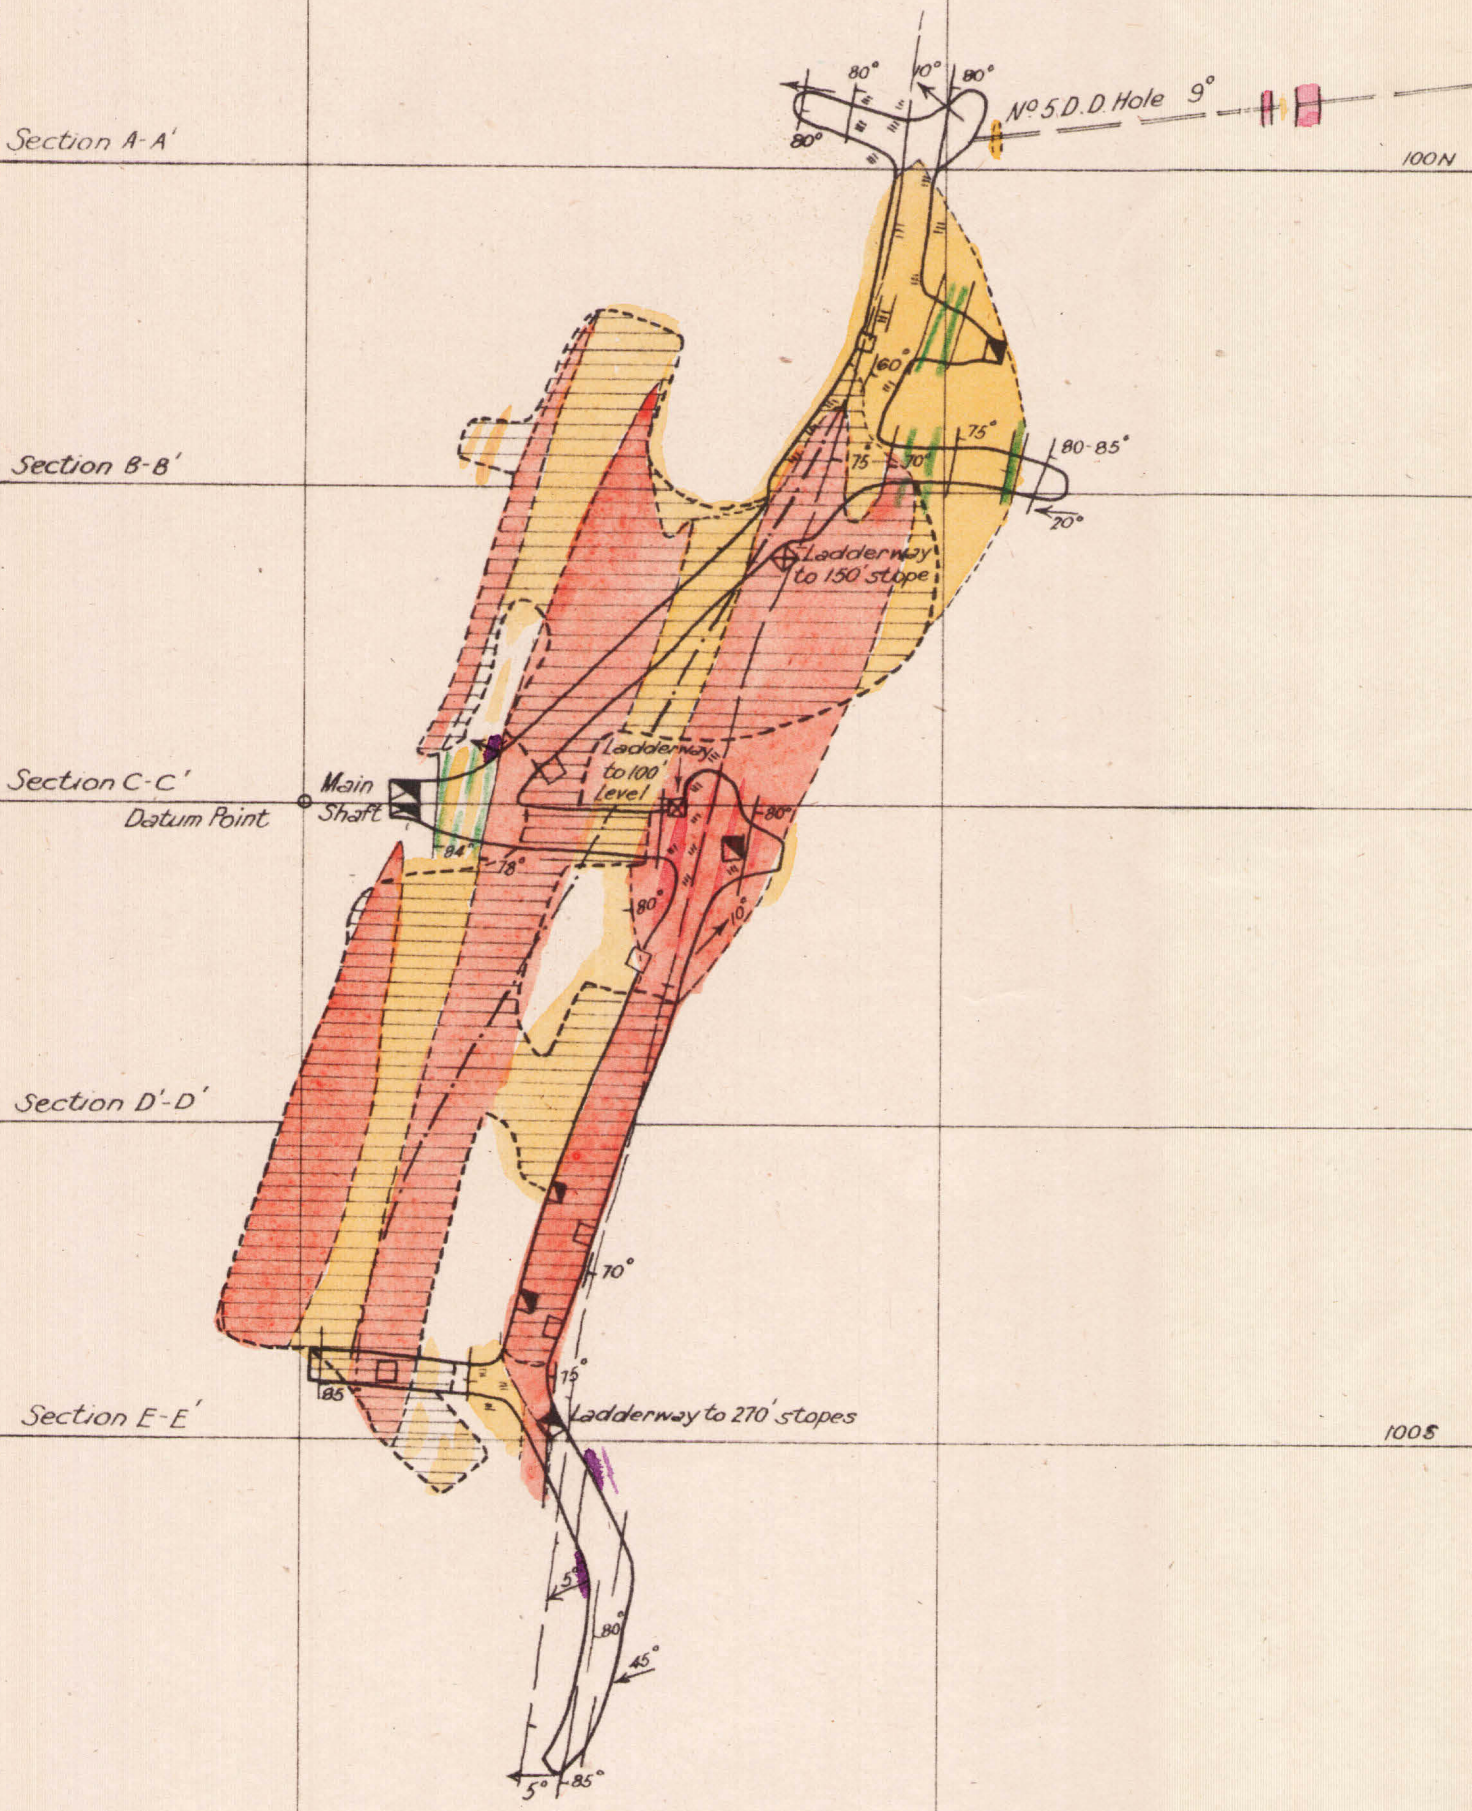 80°
10°
80°
Nº 5 D.D. Hole 9°
Section A-A'
80°
100N
60°
75°
80-85°
Section B-B'
75
70°
20°
Ladderway
to 150' stope
Ladderway
to 100'
Level
Section C-C'
Main
Shaft
Datum Point
80°
84°
78°
80°
10°
Section D'-D'
70°
75°
85
Section E-E'
Ladderway to 270' stopes
100S
5°
80°
45°
5°
85°